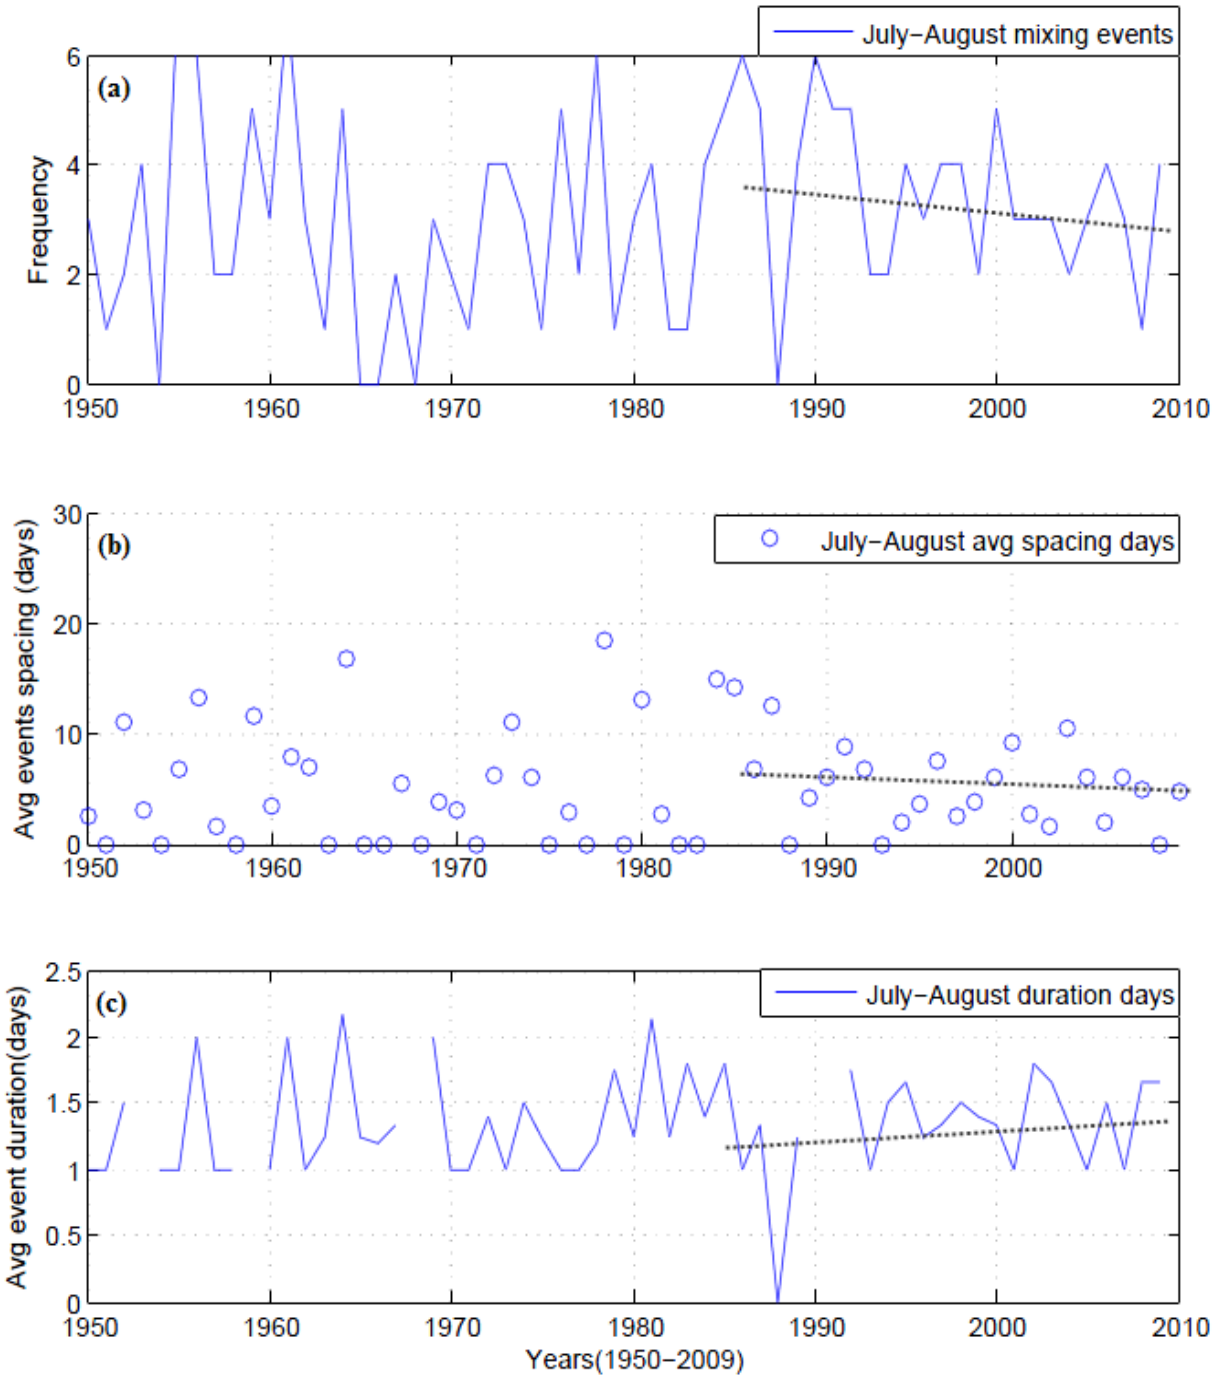 July−August mixing events
(a)
Frequency
6
4
2
0
1950 1960 1970 1980 1990 2000 2010
July−August avg spacing days
(b)
Avg events spacing (days)
30
20
10
0
1950 1960 1970 1980 1990 2000
July−August duration days
(c)
Avg event duration(days)
2.5
2
1.5
1
0.5
0
1950 1960 1970 1980 1990 2000 2010
Years(1950−2009)